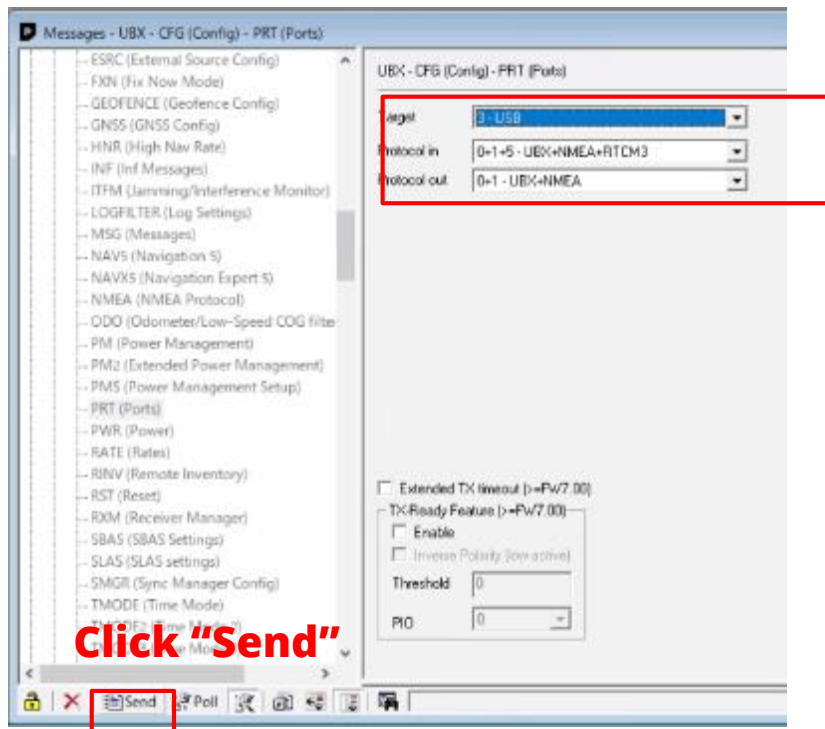 Messages - UBX - CFG (Config) - PRT (Ports)
ESRC (External Source Config)
FXN (Fix Now Mode)
GEOFENCE (Geofence Config)
GNSS (GNSS Config)
HNR (High Nav Rate)
INF (Inf Messages)
ITFM (Jamming/Interference Monitor)
LOGFILTER (Log Settings)
MSG (Messages)
NAV5 (Navigation 5)
NAVX5 (Navigation Expert 5)
NMEA (NMEA Protocol)
ODO (Odometer/Low-Speed COG filte
PM (Power Management)
PM2 (Extended Power Management)
PMS (Power Management Setup)
PRT (Ports)
PWR (Power)
RATE (Rates)
RINV (Remote Inventory)
RST (Reset)
RXM (Receiver Manager)
SBAS (SBAS Settings)
SLAS (SLAS settings)
SMGR (Sync Manager Config)
TMODE (Time Mode)
Click “Send”
Send Poll
UBX - CFG (Config) - PRT (Ports)
Target 3 - USB
Protocol in 0+1+5 - UBX+NMEA+RTCM3
Protocol out 0+1 - UBX+NMEA
Extended TX timeout (>=FW7.00)
TX-Ready Feature (>=FW7.00)
Enable
Inverse Polarity (low-active)
Threshold 0
PIO 0